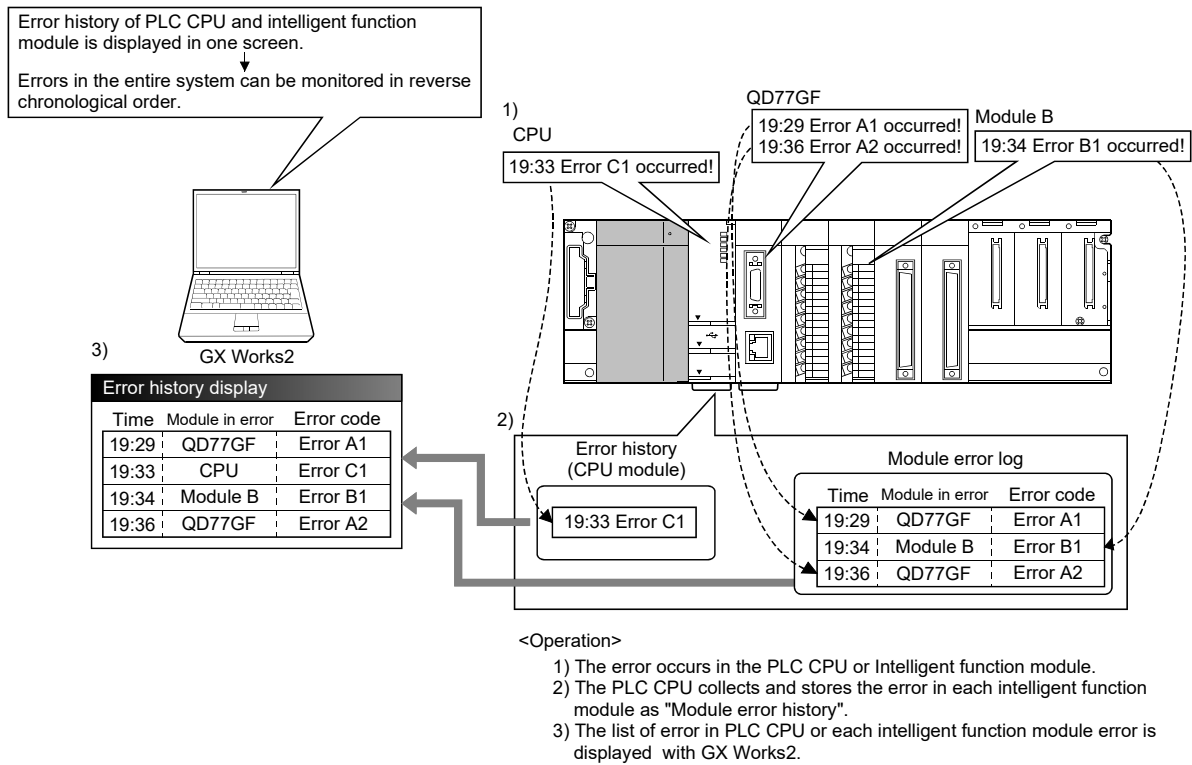 Error history of PLC CPU and intelligent function
module is displayed in one screen.
Errors in the entire system can be monitored in reverse
chronological order.
GX Works2
1)
CPU
19:33 Error C1 occurred!
QD77GF
19:29 Error A1 occurred!
19:36 Error A2 occurred!
Module B
19:34 Error B1 occurred!
3)
Error history display
Time Module in error Error code
19:29 QD77GF Error A1
19:33 CPU Error C1
19:34 Module B Error B1
19:36 QD77GF Error A2
2)
Error history
(CPU module)
19:33 Error C1
Module error log
Time Module in error Error code
19:29 QD77GF Error A1
19:34 Module B Error B1
19:36 QD77GF Error A2
<Operation>
1) The error occurs in the PLC CPU or Intelligent function module.
2) The PLC CPU collects and stores the error in each intelligent function
module as "Module error history".
3) The list of error in PLC CPU or each intelligent function module error is
displayed with GX Works2.